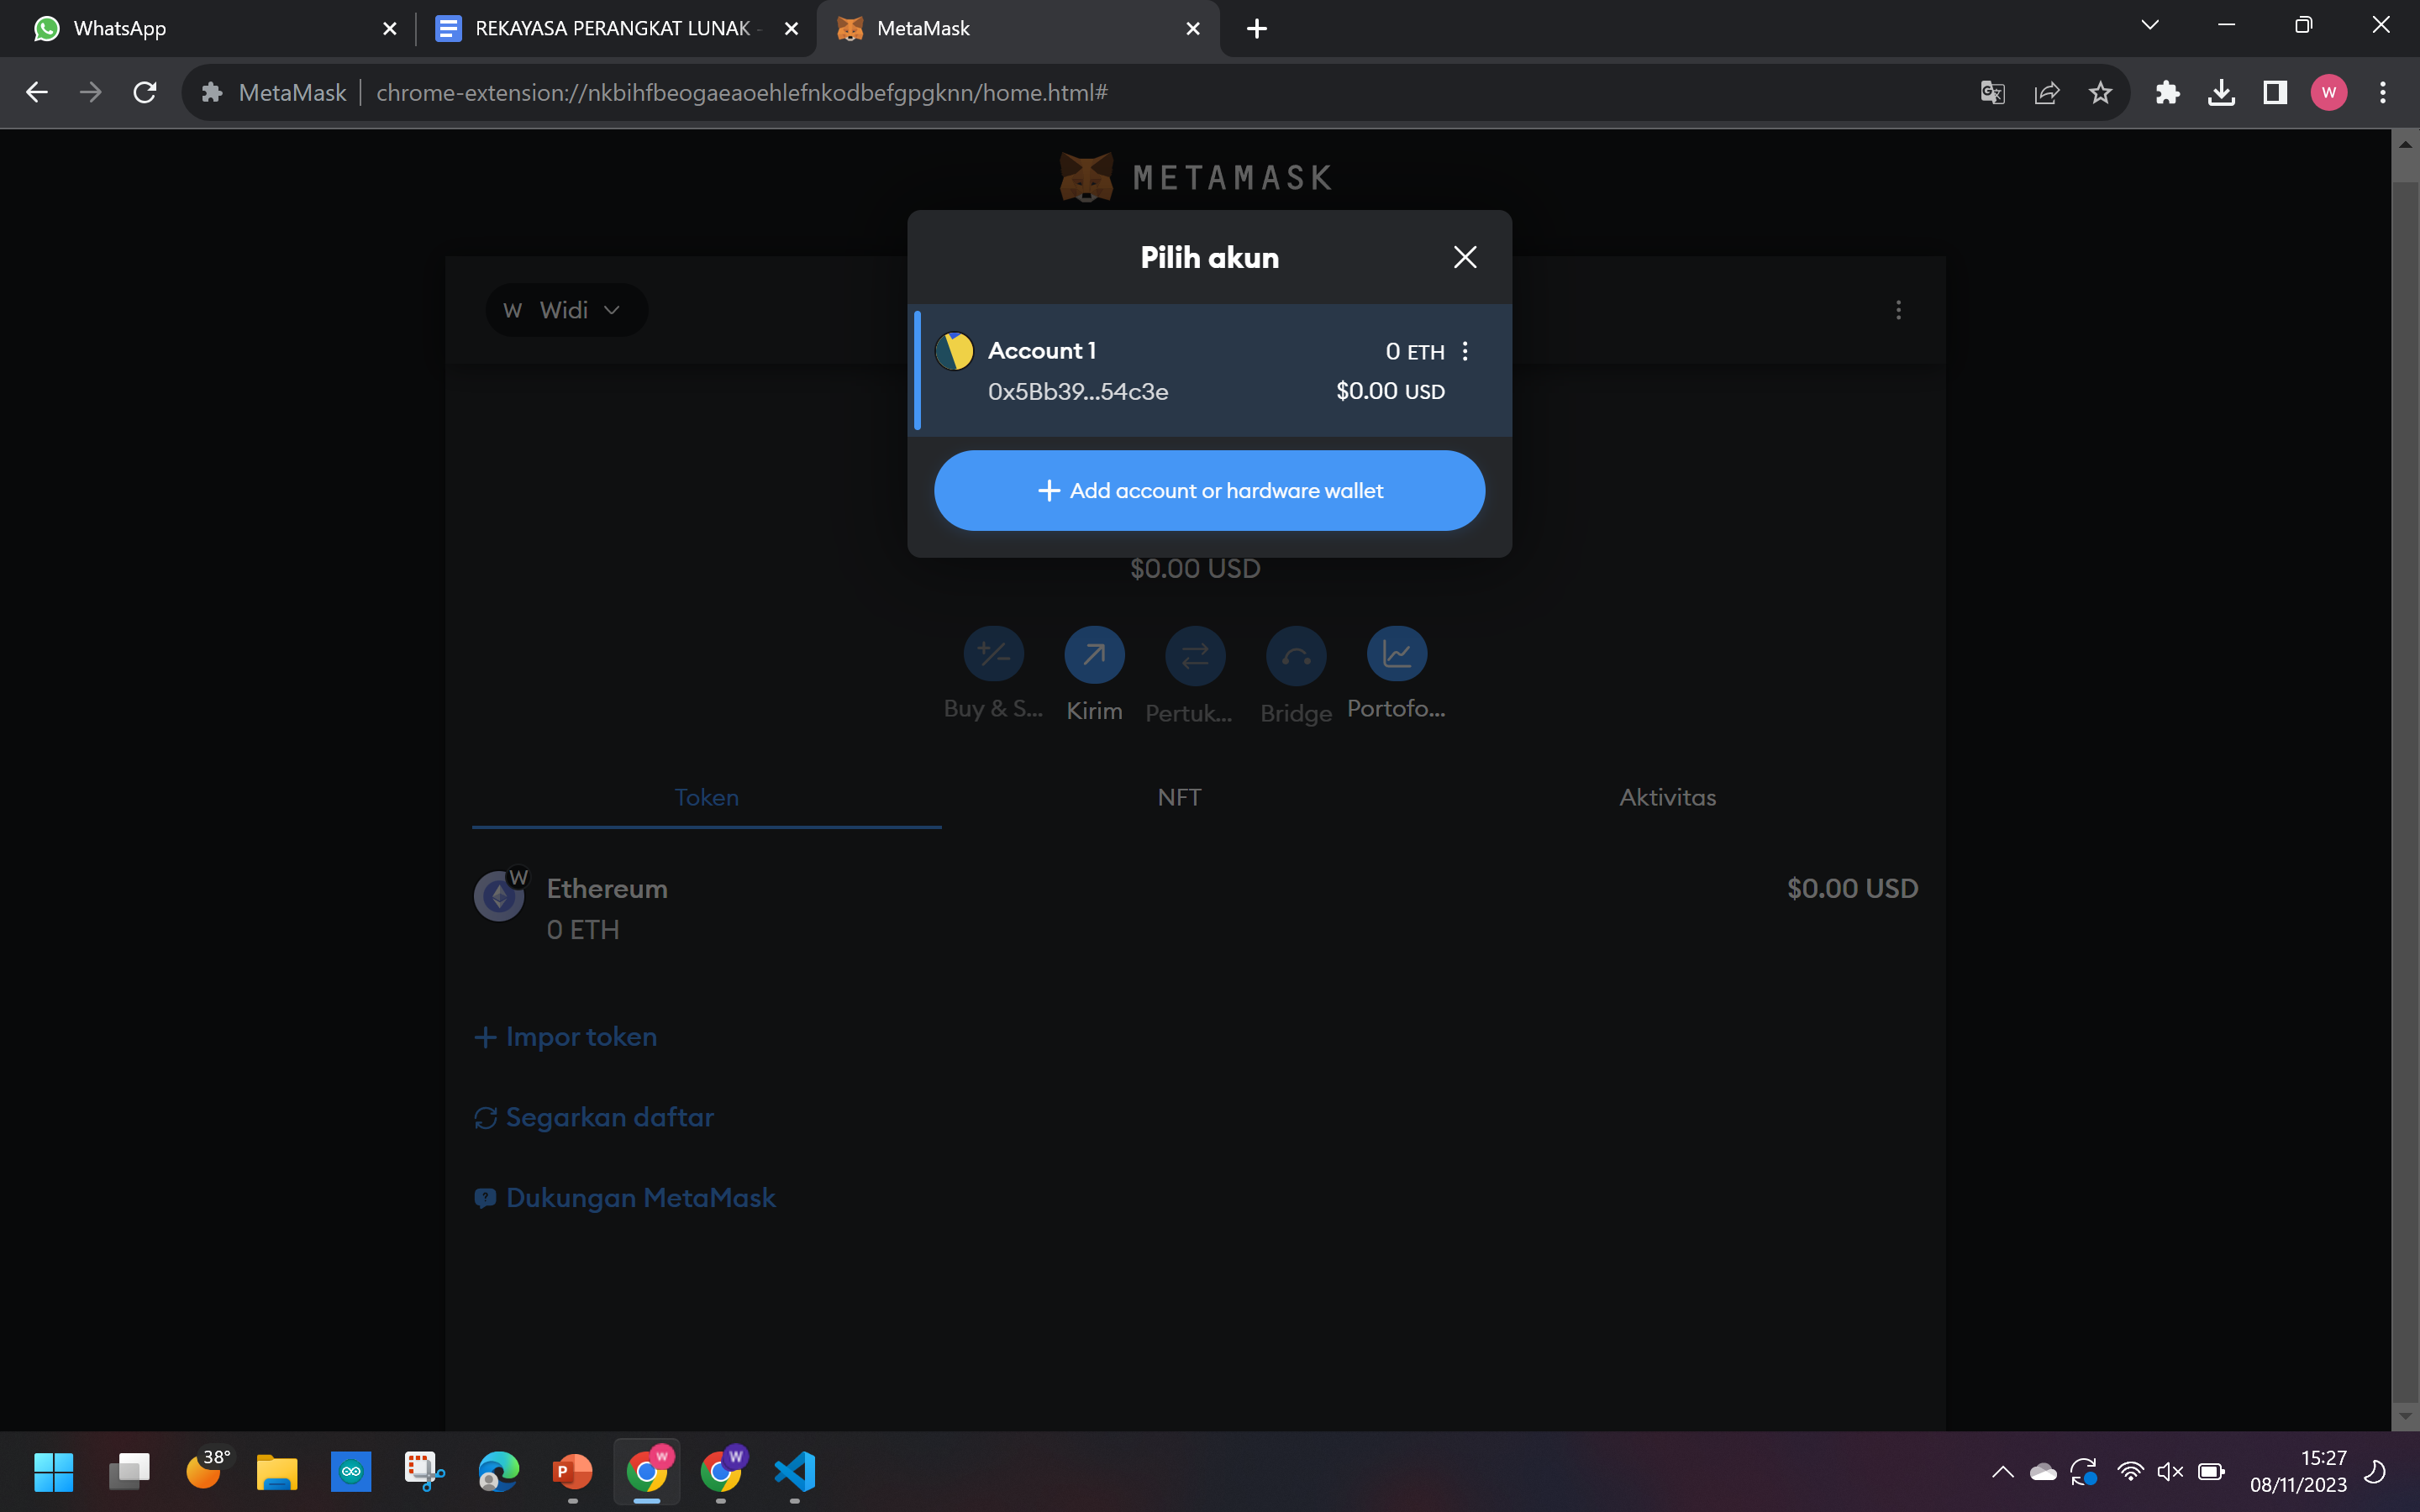 WhatsApp
REKAYASA PERANGKAT LUNAK -
MetaMask
MetaMask
chrome-extension://nkbihfbeogaeaoehlefnkodbefgpgknn/home.html#
W
METAMASK
Pilih akun
W Widi
Account 1
0 ETH
0x5Bb39...54c3e
$0.00 USD
+ Add account or hardware wallet
$0.00 USD
Buy & S...
Kirim
Pertuk...
Bridge
Portofo...
Token
NFT
Aktivitas
W
Ethereum
$0.00 USD
0 ETH
+ Impor token
Segarkan daftar
Dukungan MetaMask
38°
P
W
W
15:27
08/11/2023